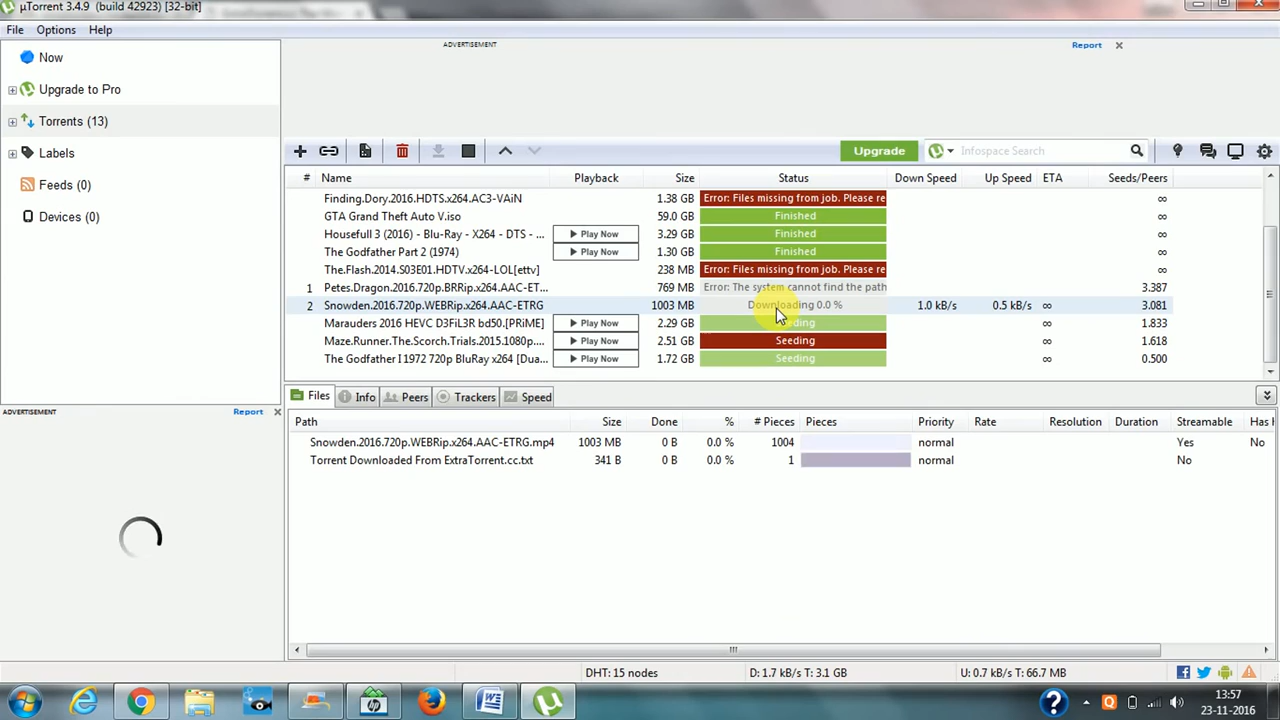 µTorrent 3.4.9 (build 42923) [32-bit]
File Options Help
ADVERTISEMENT Report
Now
Upgrade to Pro
Torrents (13)
Labels
Feeds (0)
Devices (0)
Upgrade Infospace Search
# Name Playback Size Status Down Speed Up Speed ETA Seeds/Peers
Finding.Dory.2016.HDTS.x264.AC3-VAiN 1.38 GB Error: Files missing from job. Please re ∞
GTA Grand Theft Auto V.iso 59.0 GB Finished ∞
Housefull 3 (2016) - Blu-Ray - X264 - DTS - ... Play Now 3.29 GB Finished ∞
The Godfather Part 2 (1974) Play Now 1.30 GB Finished ∞
The.Flash.2014.S03E01.HDTV.x264-LOL[ettv] 238 MB Error: Files missing from job. Please re ∞
1 Petes.Dragon.2016.720p.BRRip.x264.AAC-ET... 769 MB Error: The system cannot find the path 3.387
2 Snowden.2016.720p.WEBRip.x264.AAC-ETRG 1003 MB Downloading 0.0 % 1.0 kB/s 0.5 kB/s ∞ 3.081
Marauders 2016 HEVC D3FiL3R bd50.[PRiME] Play Now 2.29 GB Seeding ∞ 1.833
Maze.Runner.The.Scorch.Trials.2015.1080p.... Play Now 2.51 GB Seeding ∞ 1.618
The Godfather I 1972 720p BluRay x264 [Dua... Play Now 1.72 GB Seeding ∞ 0.500
Files Info Peers Trackers Speed
ADVERTISEMENT Report
Path Size Done % # Pieces Pieces Priority Rate Resolution Duration Streamable Has H
Snowden.2016.720p.WEBRip.x264.AAC-ETRG.mp4 1003 MB 0 B 0.0 % 1004 normal Yes No
Torrent Downloaded From ExtraTorrent.cc.txt 341 B 0 B 0.0 % 1 normal No
DHT: 15 nodes D: 1.7 kB/s T: 3.1 GB U: 0.7 kB/s T: 66.7 MB
13:57
23-11-2016